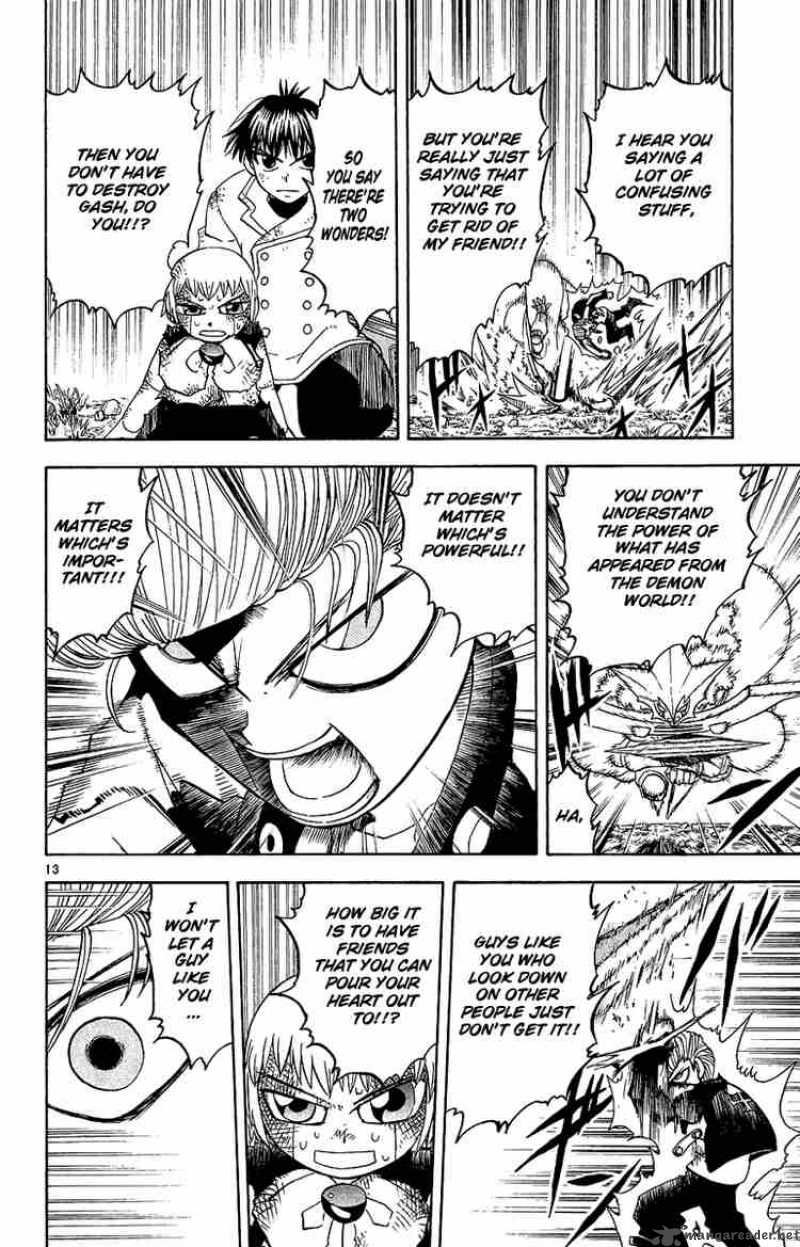 I HEAR YOU
SAYING A
LOT OF
CONFUSING
STUFF,
BUT YOU'RE
REALLY JUST
SAYING THAT
YOU'RE
TRYING TO
GET RID OF
MY FRIEND!!
SO
YOU SAY
THERE'RE
TWO
WONDERS!
THEN YOU
DON'T HAVE
TO DESTROY
GASH, DO
YOU!!?
YOU DON'T
UNDERSTAND
THE POWER OF
WHAT HAS
APPEARED FROM
THE DEMON
WORLD!!
HA,
IT DOESN'T
MATTER
WHICH'S
POWERFUL!!
IT
MATTERS
WHICH'S
IMPOR-
TANT!!!
13
GUYS LIKE
YOU WHO
LOOK DOWN
ON OTHER
PEOPLE JUST
DON'T GET IT!!
HOW BIG IT
IS TO HAVE
FRIENDS
THAT YOU CAN
POUR YOUR
HEART OUT
TO!!?
I
WON'T
LET A
GUY
LIKE
YOU
...
mangareader.net